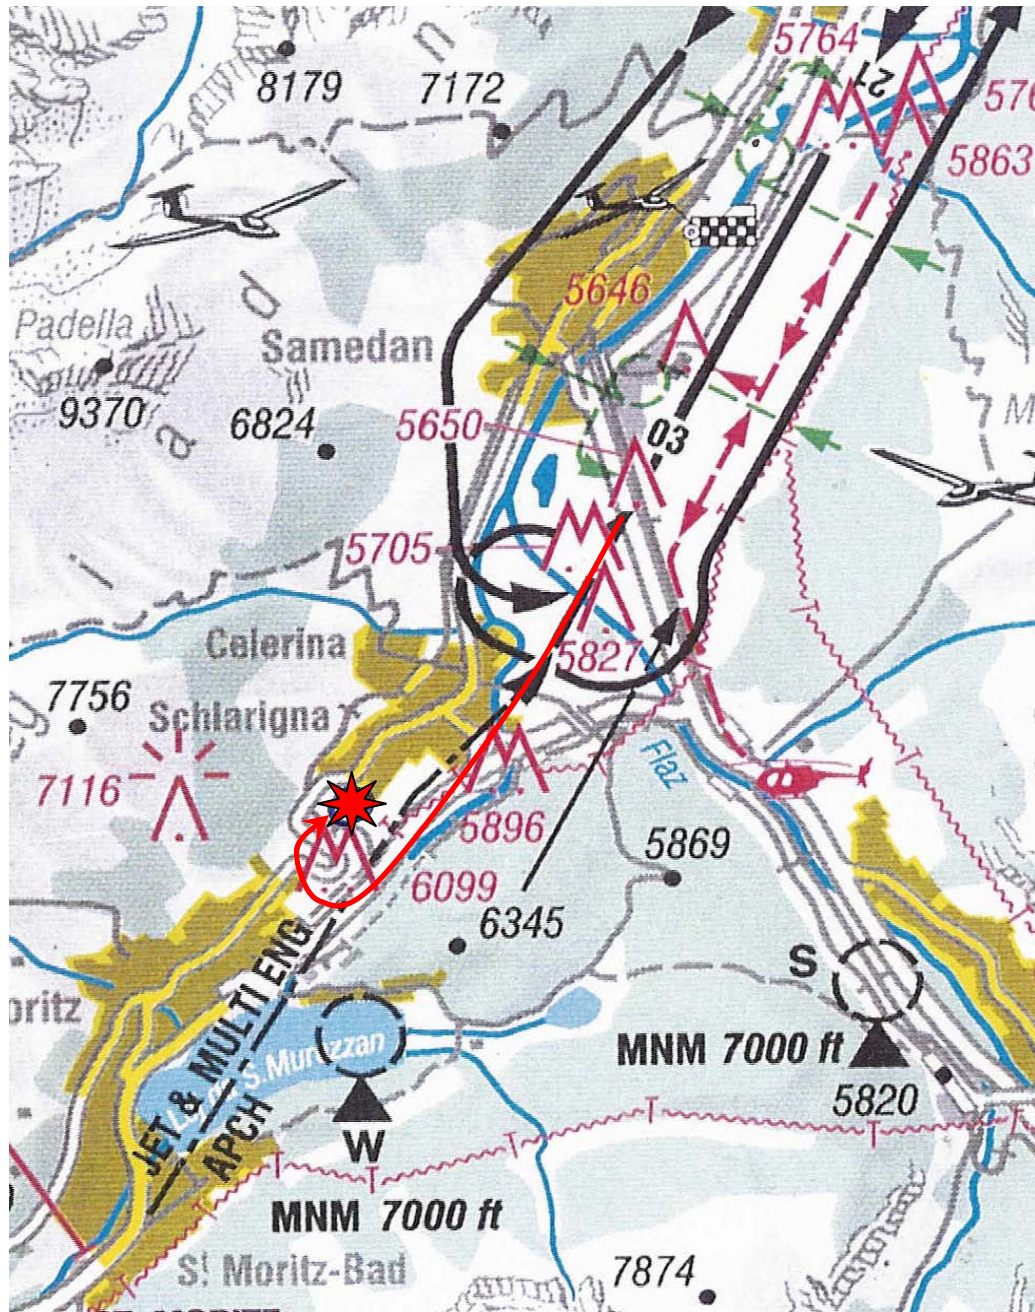 5764
21
8179
7172
n
5863
5646
Padella
d
Samedan
9370
6824
a
5650
03
M
5705
i
Celerina
5827
7756
Schlarigna
Flaz
7116
5896
5869
6099
6345
S
oritz
JET & MULTI ENG
APCH
S. Murezzan
MNM 7000 ft
5820
W
MNM 7000 ft
St Moritz-Bad
7874